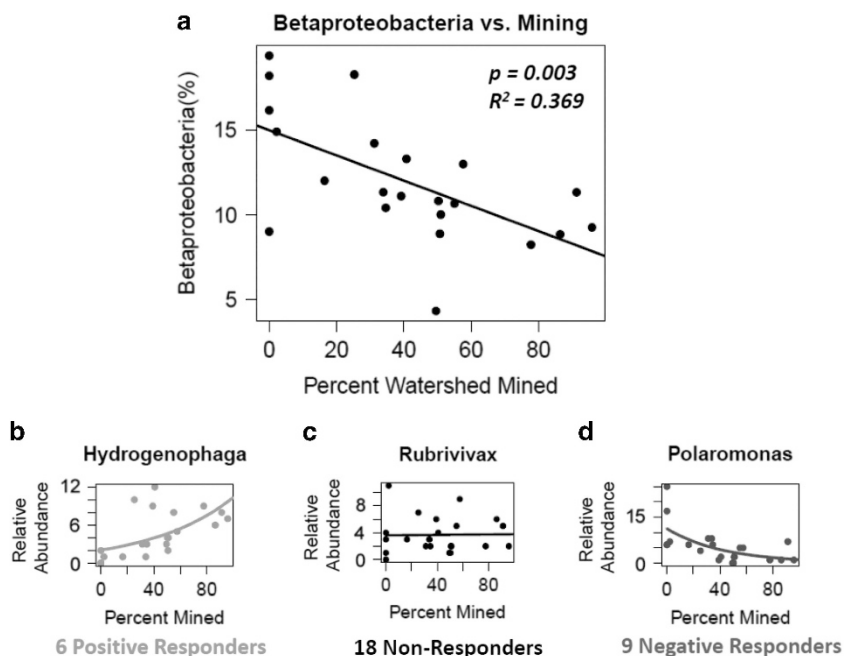 a
Betaproteobacteria vs. Mining
p = 0.003
R² = 0.369
Betaproteobacteria(%)
15
10
5
0 20 40 60 80
Percent Watershed Mined
b
Hydrogenophaga
Relative
Abundance
12
6
0
0 40 80
Percent Mined
6 Positive Responders
c
Rubrivivax
Relative
Abundance
8
4
0
0 40 80
Percent Mined
18 Non-Responders
d
Polaromonas
Relative
Abundance
15
0
0 40 80
Percent Mined
9 Negative Responders